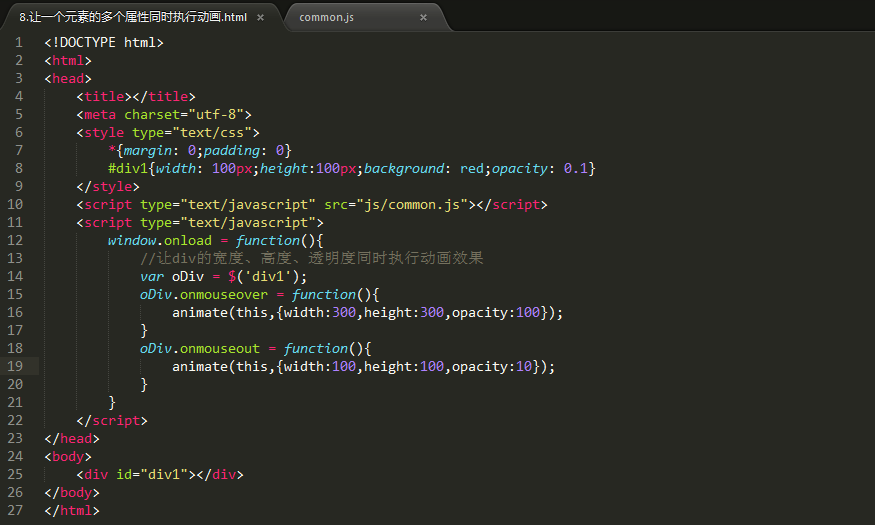 8.让一个元素的多个属性同时执行动画.html × common.js ×
1 <!DOCTYPE html>
2 <html>
3 <head>
4     <title></title>
5     <meta charset="utf-8">
6     <style type="text/css">
7         *{margin: 0;padding: 0}
8         #div1{width: 100px;height:100px;background: red;opacity: 0.1}
9     </style>
10     <script type="text/javascript" src="js/common.js"></script>
11     <script type="text/javascript">
12         window.onload = function(){
13             //让div的宽度、高度、透明度同时执行动画效果
14             var oDiv = $('div1');
15             oDiv.onmouseover = function(){
16                 animate(this,{width:300,height:300,opacity:100});
17             }
18             oDiv.onmouseout = function(){
19                 animate(this,{width:100,height:100,opacity:10});
20             }
21         }
22     </script>
23 </head>
24 <body>
25     <div id="div1"></div>
26 </body>
27 </html>